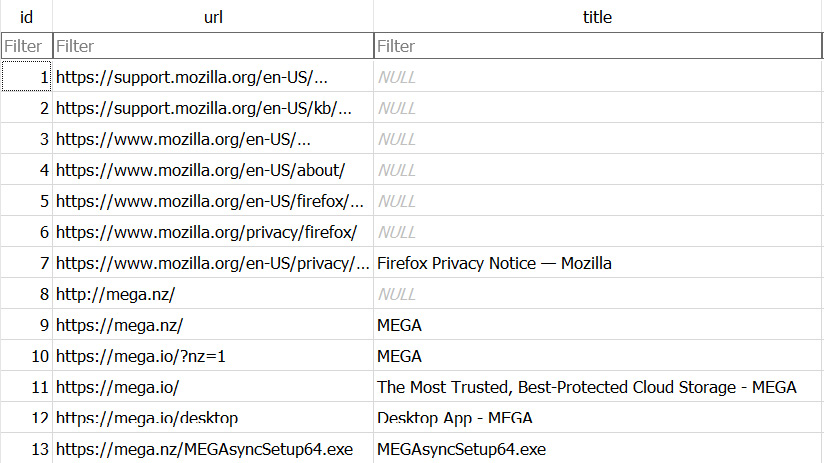 id url title
Filter Filter Filter
1 https://support.mozilla.org/en-US/... NULL
2 https://support.mozilla.org/en-US/kb/... NULL
3 https://www.mozilla.org/en-US/... NULL
4 https://www.mozilla.org/en-US/about/ NULL
5 https://www.mozilla.org/en-US/firefox/... NULL
6 https://www.mozilla.org/privacy/firefox/ NULL
7 https://www.mozilla.org/en-US/privacy/... Firefox Privacy Notice — Mozilla
8 http://mega.nz/ NULL
9 https://mega.nz/ MEGA
10 https://mega.io/?nz=1 MEGA
11 https://mega.io/ The Most Trusted, Best-Protected Cloud Storage - MEGA
12 https://mega.io/desktop Desktop App - MEGA
13 https://mega.nz/MEGAsyncSetup64.exe MEGAsyncSetup64.exe